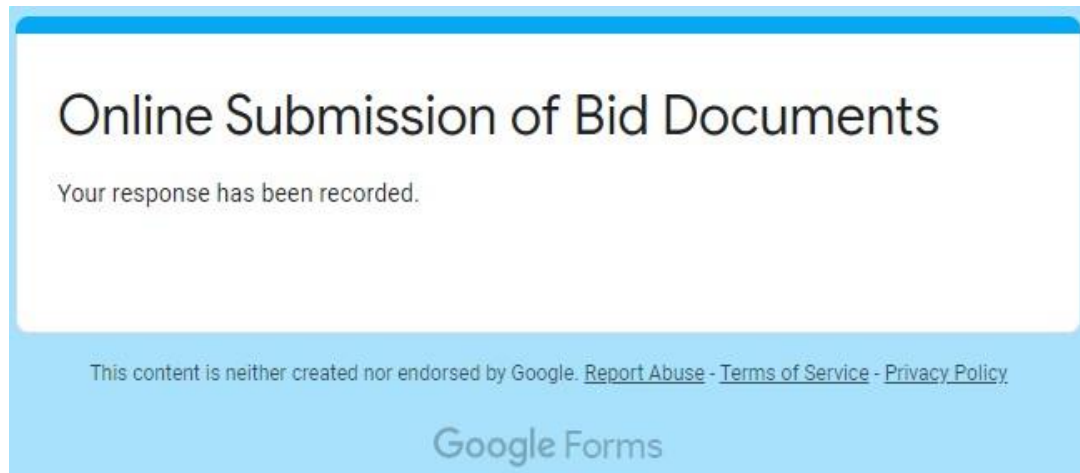 Online Submission of Bid Documents
Your response has been recorded.
This content is neither created nor endorsed by Google. Report Abuse - Terms of Service - Privacy Policy
Google Forms